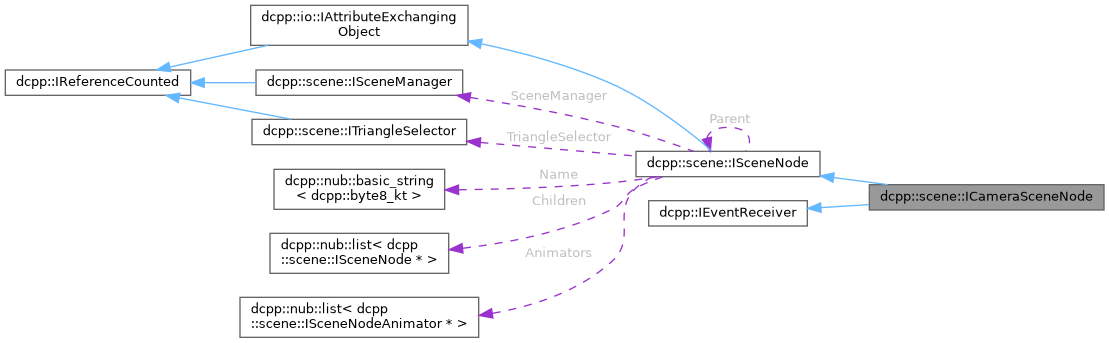 dcpp::io::IAttributeExchanging
Object
dcpp::IReferenceCounted
dcpp::scene::ISceneManager
SceneManager
dcpp::scene::ITriangleSelector
TriangleSelector
Parent
dcpp::scene::ISceneNode
dcpp::nub::basic_string
< dcpp::byte8_kt >
Name
Children
dcpp::scene::ICameraSceneNode
dcpp::IEventReceiver
dcpp::nub::list< dcpp
::scene::ISceneNode * >
Animators
dcpp::nub::list< dcpp
::scene::ISceneNodeAnimator * >